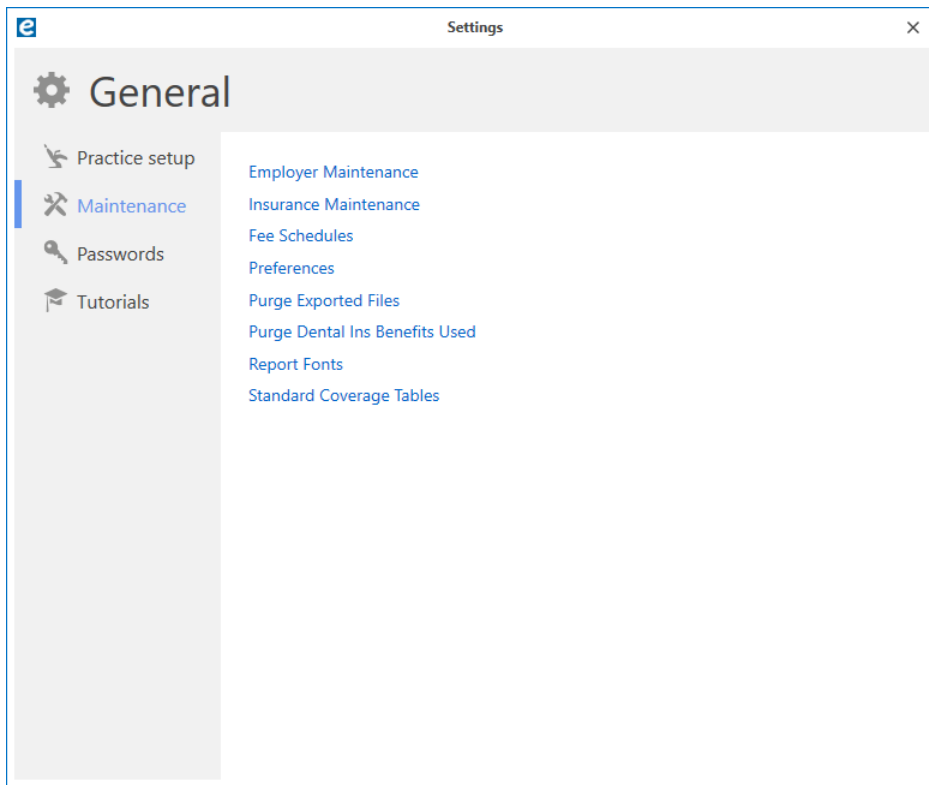 Settings
General
Practice setup
Maintenance
Passwords
Tutorials
Employer Maintenance
Insurance Maintenance
Fee Schedules
Preferences
Purge Exported Files
Purge Dental Ins Benefits Used
Report Fonts
Standard Coverage Tables